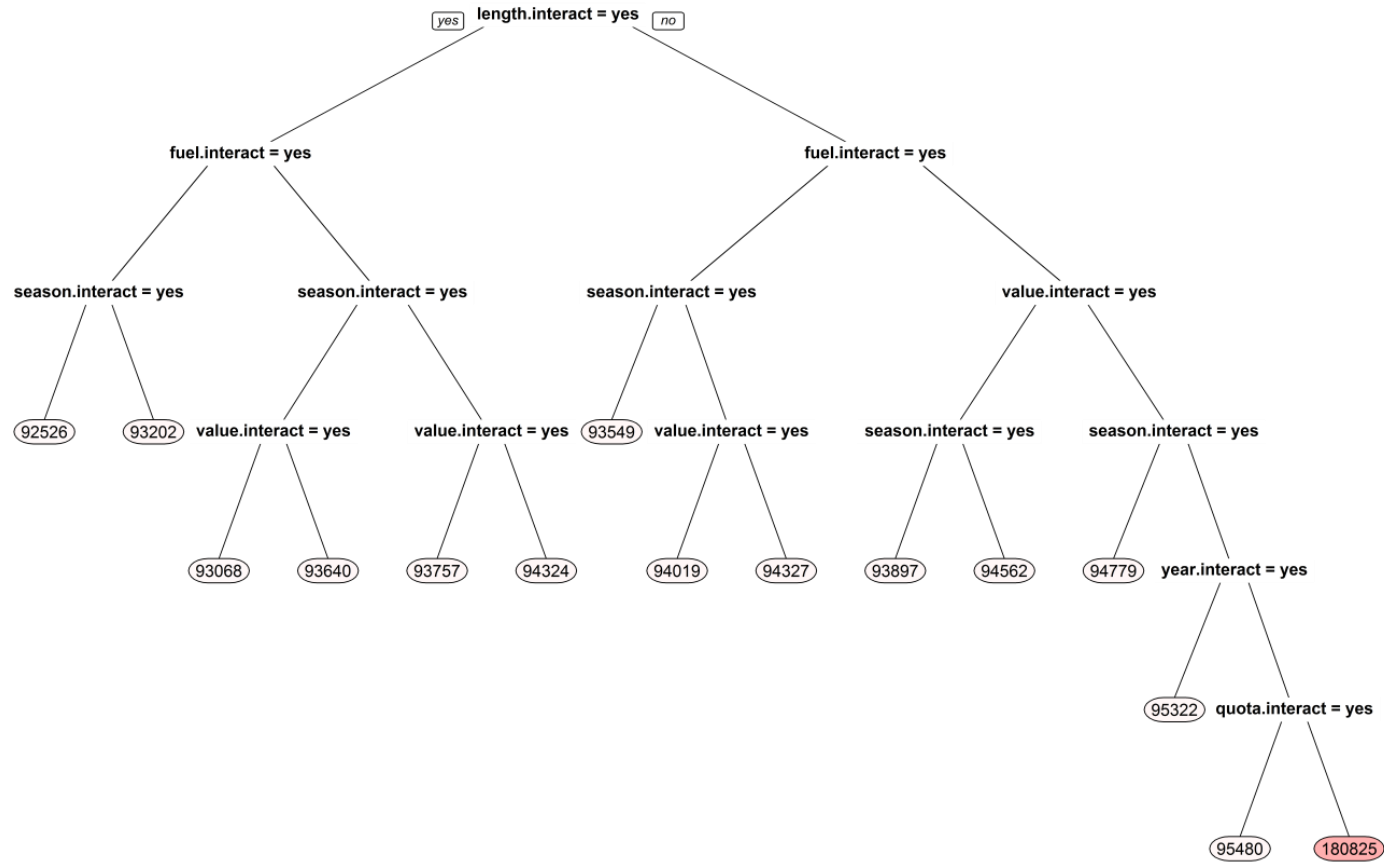 yes length.interact = yes no
fuel.interact = yes fuel.interact = yes
season.interact = yes season.interact = yes season.interact = yes value.interact = yes
92526 93202 value.interact = yes value.interact = yes 93549 value.interact = yes season.interact = yes season.interact = yes
93068 93640 93757 94324 94019 94327 93897 94562 94779 year.interact = yes
95322 quota.interact = yes
95480 180825